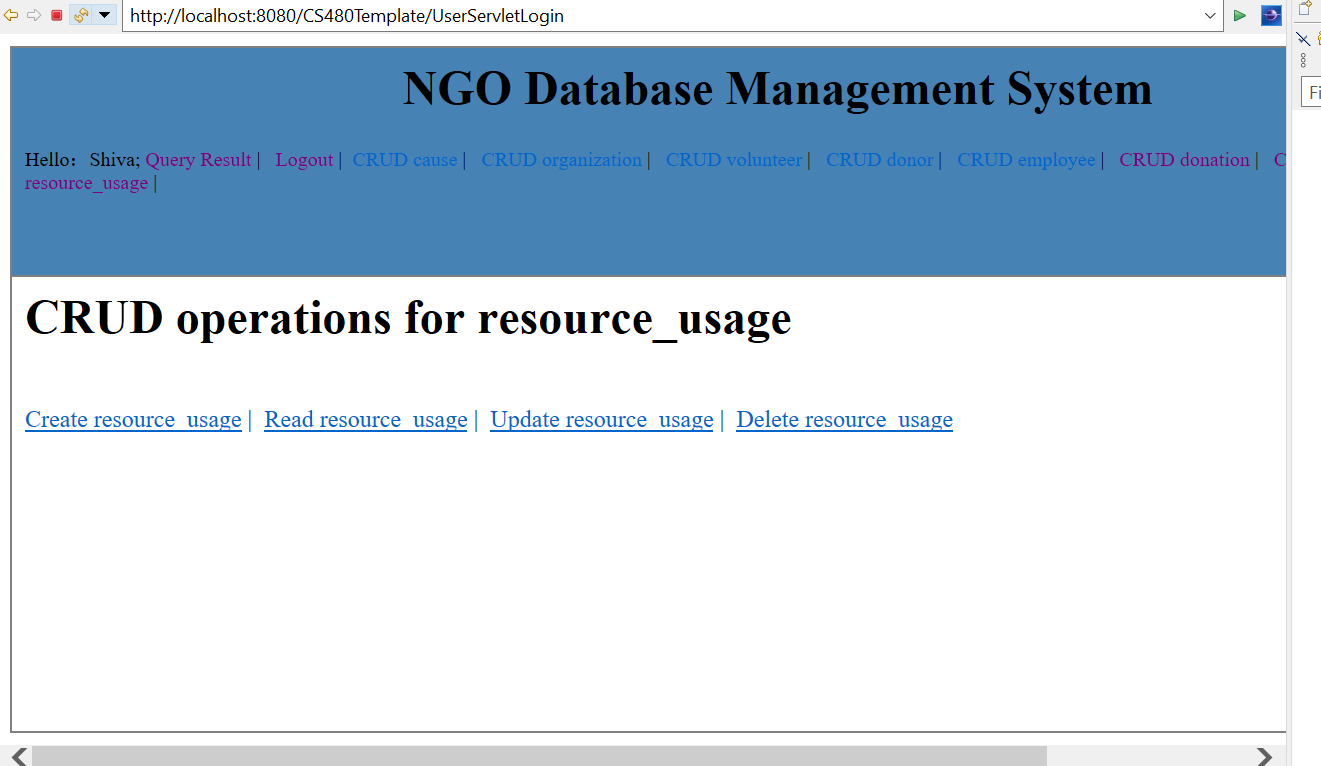 http://localhost:8080/CS480Template/UserServletLogin
Fi
NGO Database Management System
Hello：Shiva; Query Result | Logout | CRUD cause | CRUD organization | CRUD volunteer | CRUD donor | CRUD employee | CRUD donation | C
resource_usage |
CRUD operations for resource_usage
Create resource_usage | Read resource_usage | Update resource_usage | Delete resource_usage